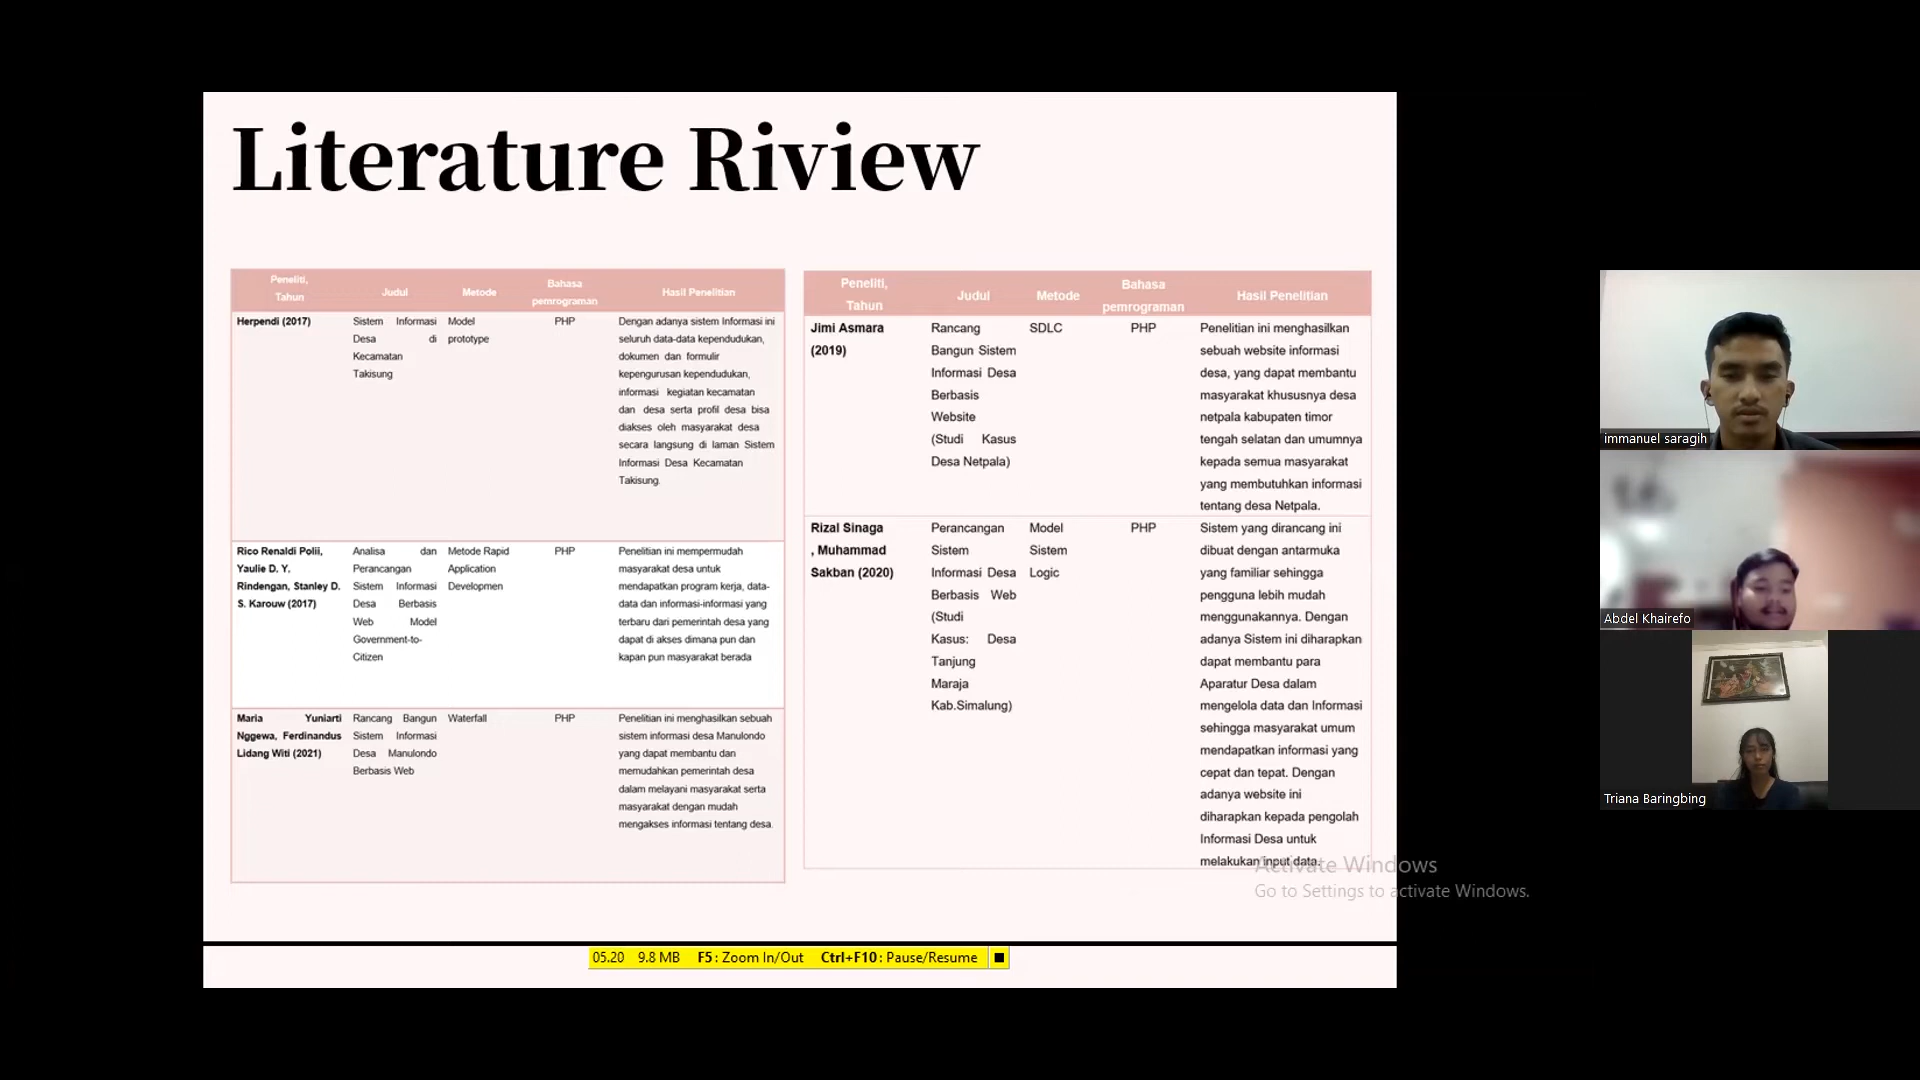 Literature Riview
Peneliti,
Tahun
Judul
Metode
Bahasa
pemrograman
Hasil Penelitian
Herpendi (2017)
Sistem Informasi
Desa di
Kecamatan
Takisung
Model
prototype
PHP
Dengan adanya sistem Informasi ini
seluruh data-data kependudukan,
dokumen dan formulir
kepengurusan kependudukan,
informasi kegiatan kecamatan
dan desa serta profil desa bisa
diakses oleh masyarakat desa
secara langsung di laman Sistem
Informasi Desa Kecamatan
Takisung.
Rico Renaldi Polii,
Yaulie D. Y.
Rindengan, Stanley D.
S. Karouw (2017)
Analisa dan
Perancangan
Sistem Informasi
Desa Berbasis
Web Model
Government-to-
Citizen
Metode Rapid
Application
Developmen
PHP
Penelitian ini mempermudah
masyarakat desa untuk
mendapatkan program kerja, data-
data dan informasi-informasi yang
terbaru dari pemerintah desa yang
dapat di akses dimana pun dan
kapan pun masyarakat berada
Maria Yuniarti
Nggewa, Ferdinandus
Lidang Witi (2021)
Rancang Bangun
Sistem Informasi
Desa Manulondo
Berbasis Web
Waterfall
PHP
Penelitian ini menghasilkan sebuah
sistem informasi desa Manulondo
yang dapat membantu dan
memudahkan pemerintah desa
dalam melayani masyarakat serta
masyarakat dengan mudah
mengakses informasi tentang desa.
Peneliti,
Tahun
Judul
Metode
Bahasa
pemrograman
Hasil Penelitian
Jimi Asmara
(2019)
Rancang
Bangun Sistem
Informasi Desa
Berbasis
Website
(Studi Kasus
Desa Netpala)
SDLC
PHP
Penelitian ini menghasilkan
sebuah website informasi
desa, yang dapat membantu
masyarakat khususnya desa
netpala kabupaten timor
tengah selatan dan umumnya
kepada semua masyarakat
yang membutuhkan informasi
tentang desa Netpala.
Rizal Sinaga
, Muhammad
Sakban (2020)
Perancangan
Sistem
Informasi Desa
Berbasis Web
(Studi
Kasus: Desa
Tanjung
Maraja
Kab.Simalung)
Model
Sistem
Logic
PHP
Sistem yang dirancang ini
dibuat dengan antarmuka
yang familiar sehingga
pengguna lebih mudah
menggunakannya. Dengan
adanya Sistem ini diharapkan
dapat membantu para
Aparatur Desa dalam
mengelola data dan Informasi
sehingga masyarakat umum
mendapatkan informasi yang
cepat dan tepat. Dengan
adanya website ini
diharapkan kepada pengolah
Informasi Desa untuk
melakukan input data.
Activate Windows
Go to Settings to activate Windows.
05.20 9.8 MB F5: Zoom In/Out Ctrl+F10: Pause/Resume
immanuel saragih
Abdel Khairefo
Triana Baringbing